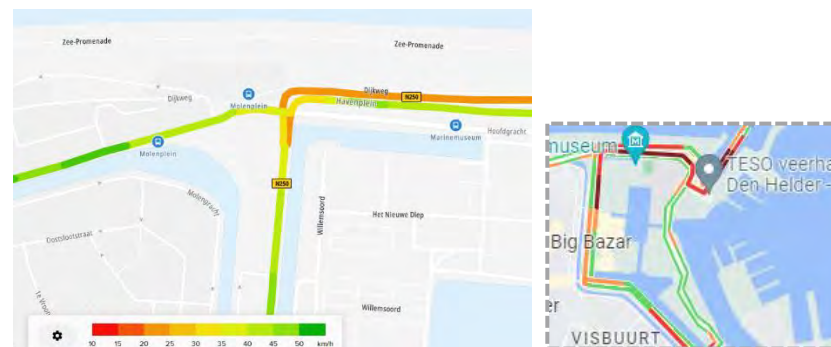 Zee-Promenade
Zee-Promenade
Dijkweg
Dijkweg
N250
Molenplein
Havenplein
Molenplein
Marinemuseum
Hoofdgracht
N250
Molengracht
Willemsoord
Het Nieuwe Diep
Oostslootstraat
Willemsoord
10 15 20 25 30 35 40 45 50 km/h
museum
M
TESO veerha
Den Helder -
Big Bazar
er
VISBUURT